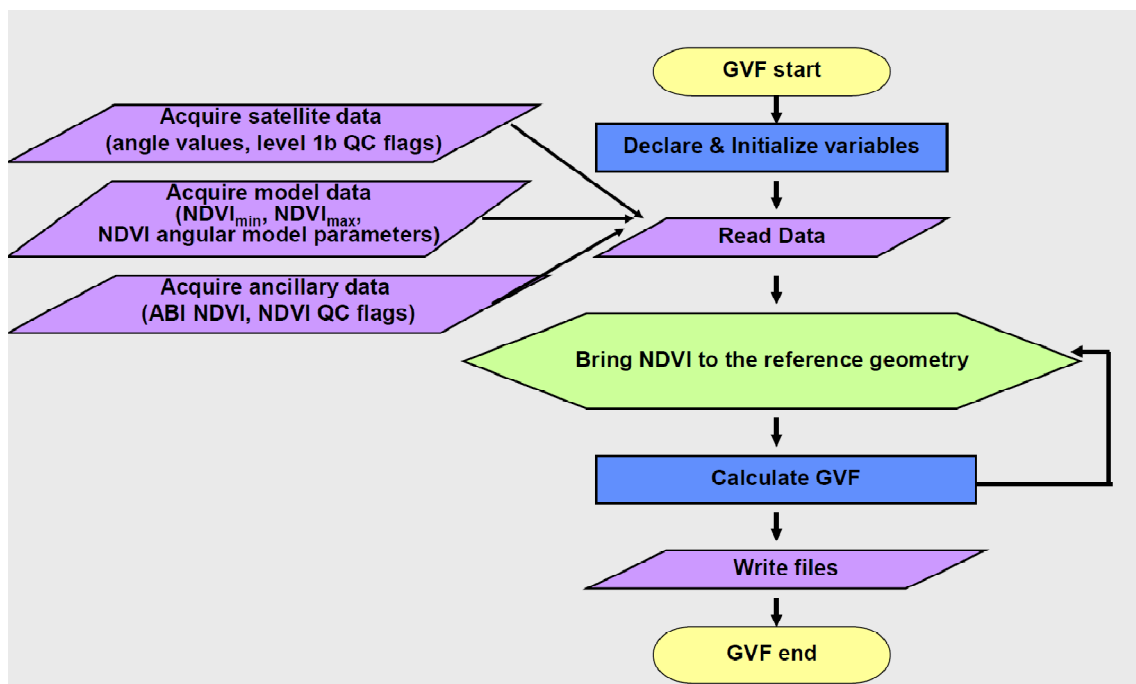 GVF start
Acquire satellite data
(angle values, level 1b QC flags)
Declare & Initialize variables
Acquire model data
(NDVImin, NDVImax,
NDVI angular model parameters)
Read Data
Acquire ancillary data
(ABI NDVI, NDVI QC flags)
Bring NDVI to the reference geometry
Calculate GVF
Write files
GVF end